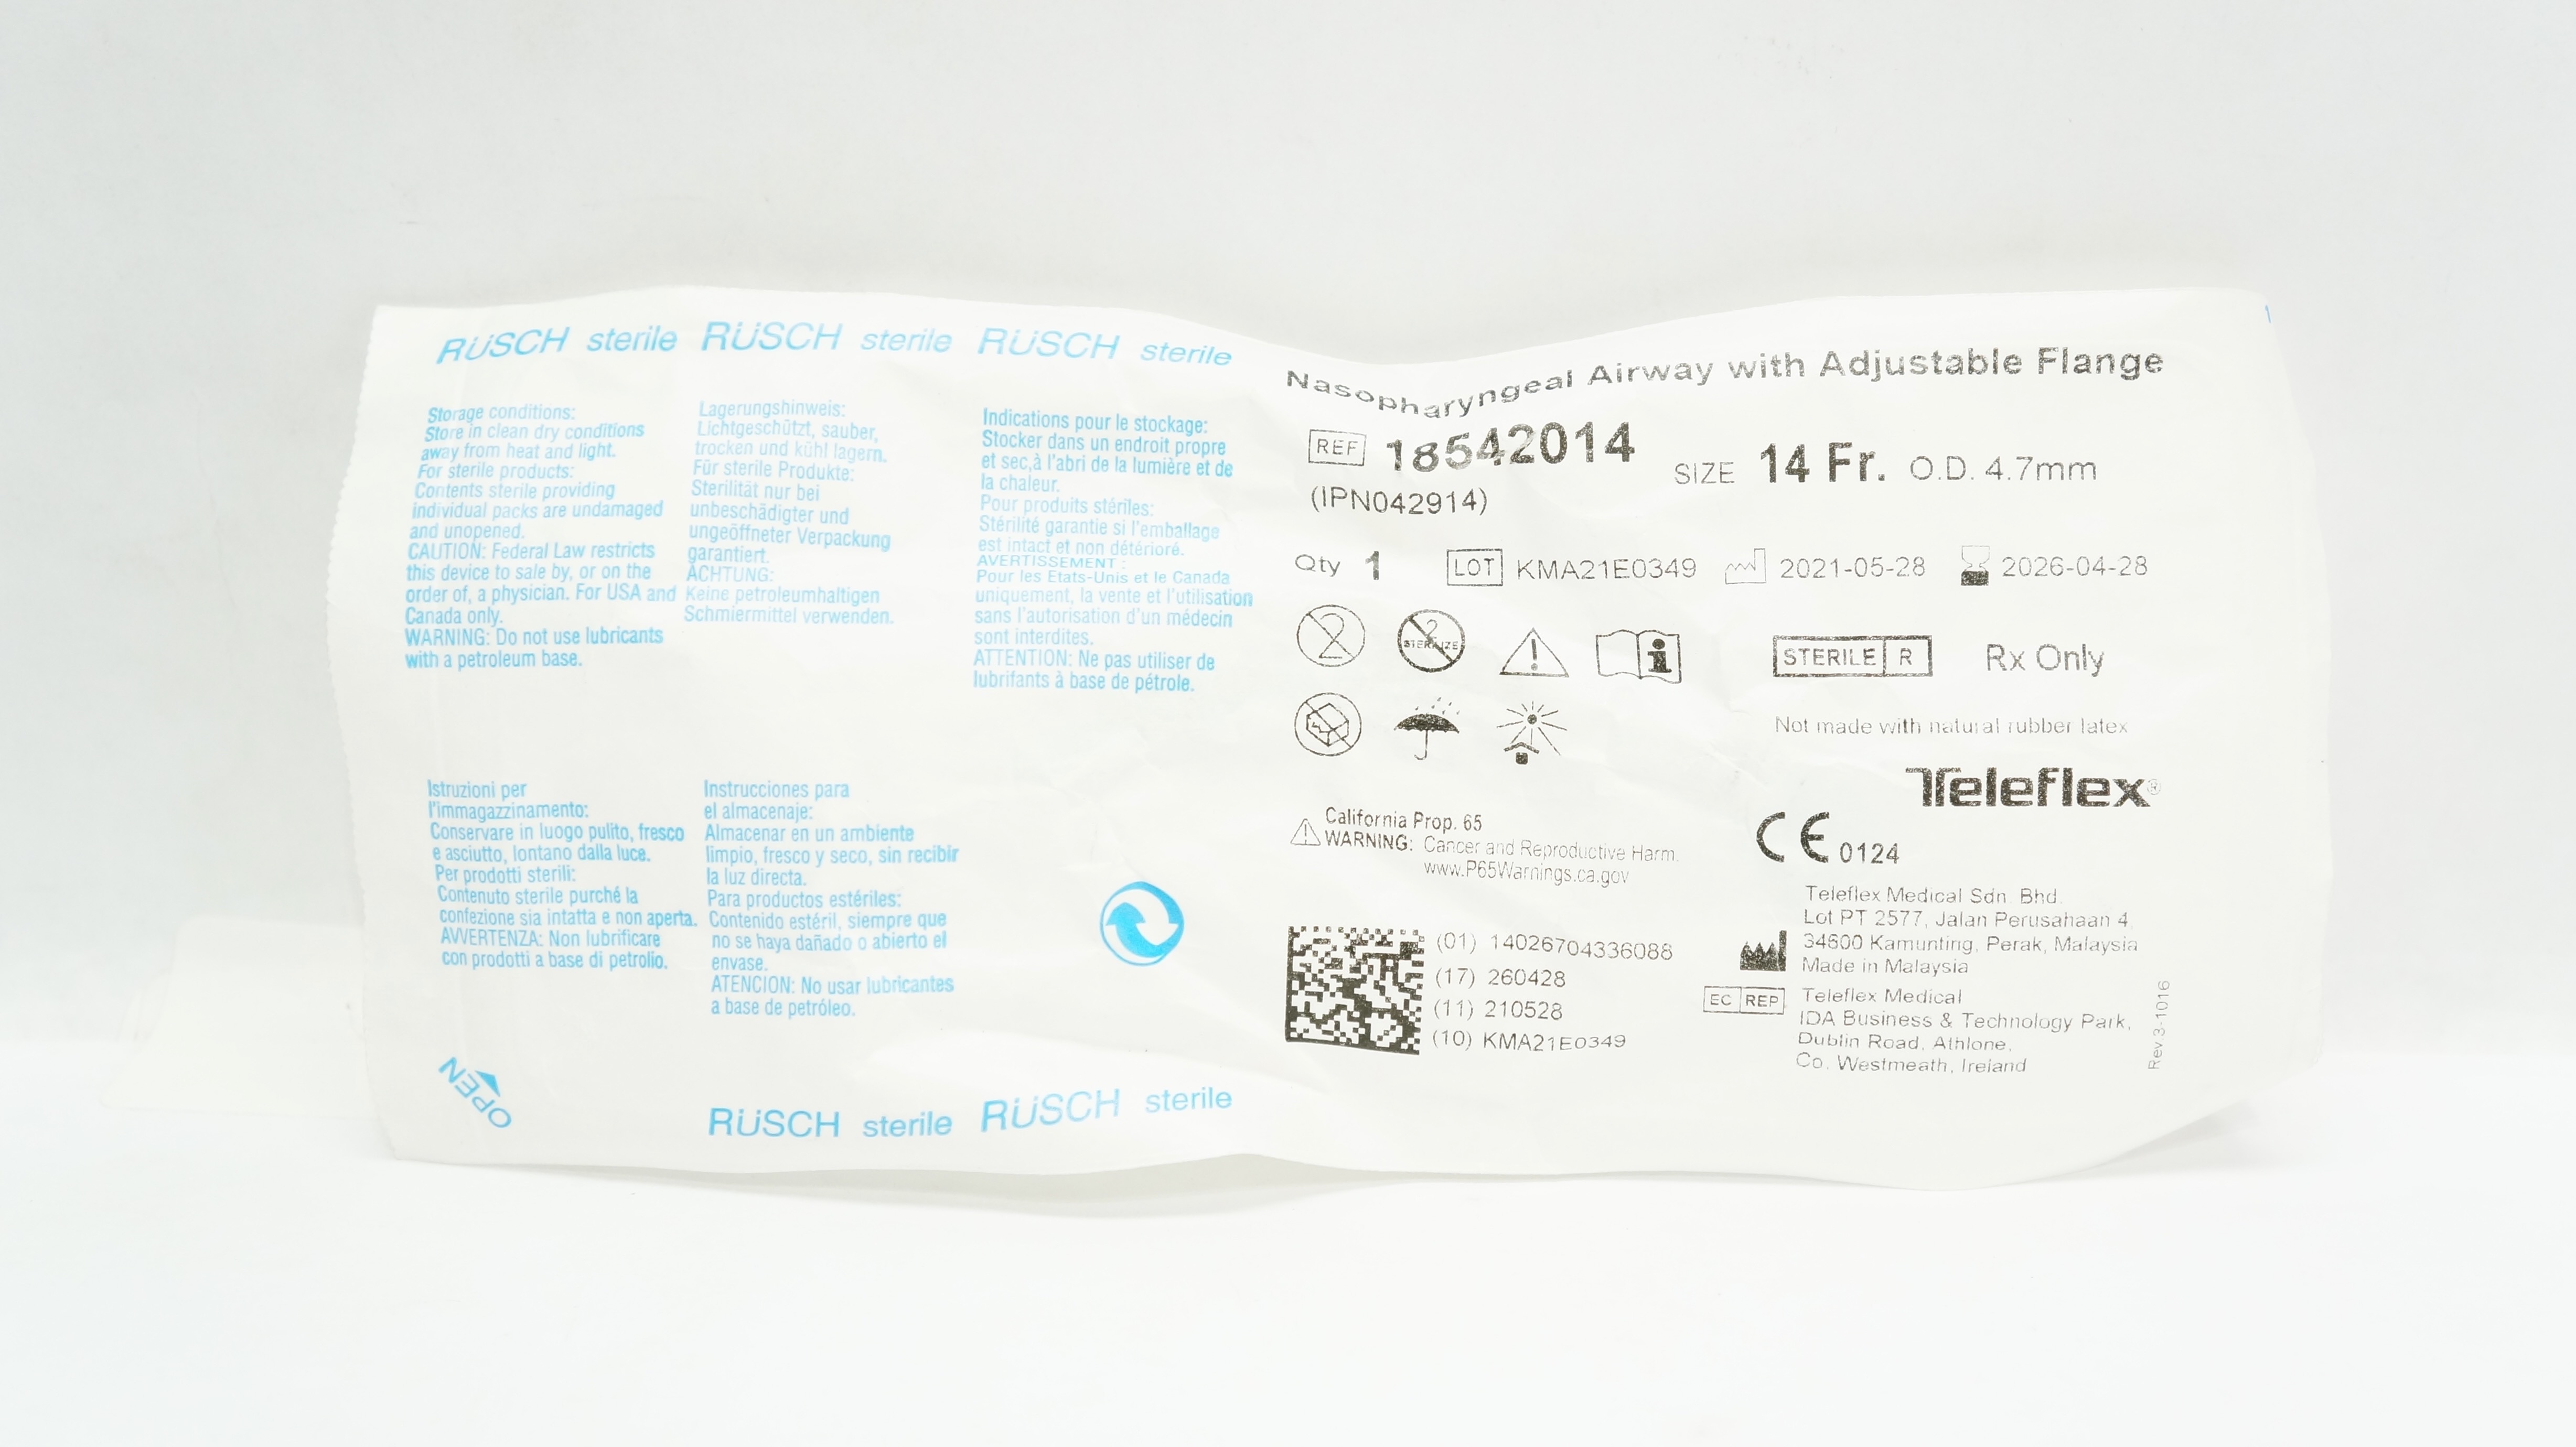 RÜSCH sterile RÜSCH sterile RÜSCH sterile
Storage conditions:
Store in clean dry conditions
away from heat and light.
For sterile products:
Contents sterile providing
individual packs are undamaged
and unopened.
CAUTION: Federal Law restricts
this device to sale by, or on the
order of, a physician. For USA and
Canada only.
WARNING: Do not use lubricants
with a petroleum base.
Lagerungshinweis:
Lichtgeschützt, sauber,
trocken und kühl lagern.
Für sterile Produkte:
Sterilität nur bei
unbeschädigter und
ungeöffneter Verpackung
garantiert.
ACHTUNG:
Keine petroleumhaltigen
Schmiermittel verwenden.
Indications pour le stockage:
Stocker dans un endroit propre
et sec,à l'abri de la lumière et de
la chaleur.
Pour produits stériles:
Stérilité garantie si l'emballage
est intact et non détérioré.
AVERTISSEMENT :
Pour les Etats-Unis et le Canada
uniquement, la vente et l'utilisation
sans l'autorisation d'un médecin
sont interdites.
ATTENTION: Ne pas utiliser de
lubrifants à base de pétrole.
Istruzioni per
l'immagazzinamento:
Conservare in luogo pulito, fresco
e asciutto, lontano dalla luce.
Per prodotti sterili:
Contenuto sterile purché la
confezione sia intatta e non aperta.
AVVERTENZA: Non lubrificare
con prodotti a base di petrolio.
Instrucciones para
el almacenaje:
Almacenar en un ambiente
limpio, fresco y seco, sin recibir
la luz directa.
Para productos estériles:
Contenido estéril, siempre que
no se haya dañado o abierto el
envase.
ATENCION: No usar lubricantes
a base de petróleo.
OPEN
RÜSCH sterile RÜSCH sterile
Nasopharyngeal Airway with Adjustable Flange
REF 18542014 SIZE 14 Fr. O.D. 4.7mm
(IPN042914)
Qty 1 LOT KMA21E0349 2021-05-28 2026-04-28
2 2 STERILIZE
STERILE R Rx Only
Not made with natural rubber latex
Teleflex®
California Prop. 65
WARNING: Cancer and Reproductive Harm.
www.P65Warnings.ca.gov
CE 0124
(01) 14026704336088
(17) 260428
(11) 210528
(10) KMA21E0349
Teleflex Medical Sdn. Bhd.
Lot PT 2577, Jalan Perusahaan 4,
34600 Kamunting, Perak, Malaysia
Made in Malaysia
EC REP Teleflex Medical
IDA Business & Technology Park,
Dublin Road, Athlone,
Co. Westmeath, Ireland
Rev 3-1016